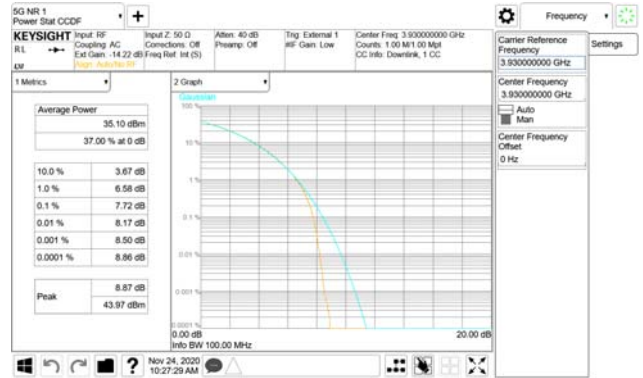 5G NR 1
Power Stat CCDF
Frequency
KEYSIGHT
RL
Input: RF
Coupling: AC
Ext Gain: -14.22 dB
Align: Auto/No RF
Input Z: 50 Ω
Corrections: Off
Freq Ref: Int (S)
Atten: 40 dB
Preamp: Off
Trig: External 1
#IF Gain: Low
Center Freq: 3.930000000 GHz
Counts: 1.00 M/1.00 Mpt
CC Info: Downlink, 1 CC
Carrier Reference
Frequency
3.930000000 GHz
Settings
Center Frequency
3.930000000 GHz
Auto
Man
Center Frequency
Offset
0 Hz
1 Metrics
Average Power
35.10 dBm
37.00 % at 0 dB
10.0 % 3.67 dB
1.0 % 6.58 dB
0.1 % 7.72 dB
0.01 % 8.17 dB
0.001 % 8.50 dB
0.0001 % 8.86 dB
Peak
8.87 dB
43.97 dBm
2 Graph
Gaussian
100 %
10 %
1 %
0.1 %
0.01 %
0.001 %
0.0001 %
0.00 dB
20.00 dB
Info BW 100.00 MHz
?
Nov 24, 2020
10:27:29 AM